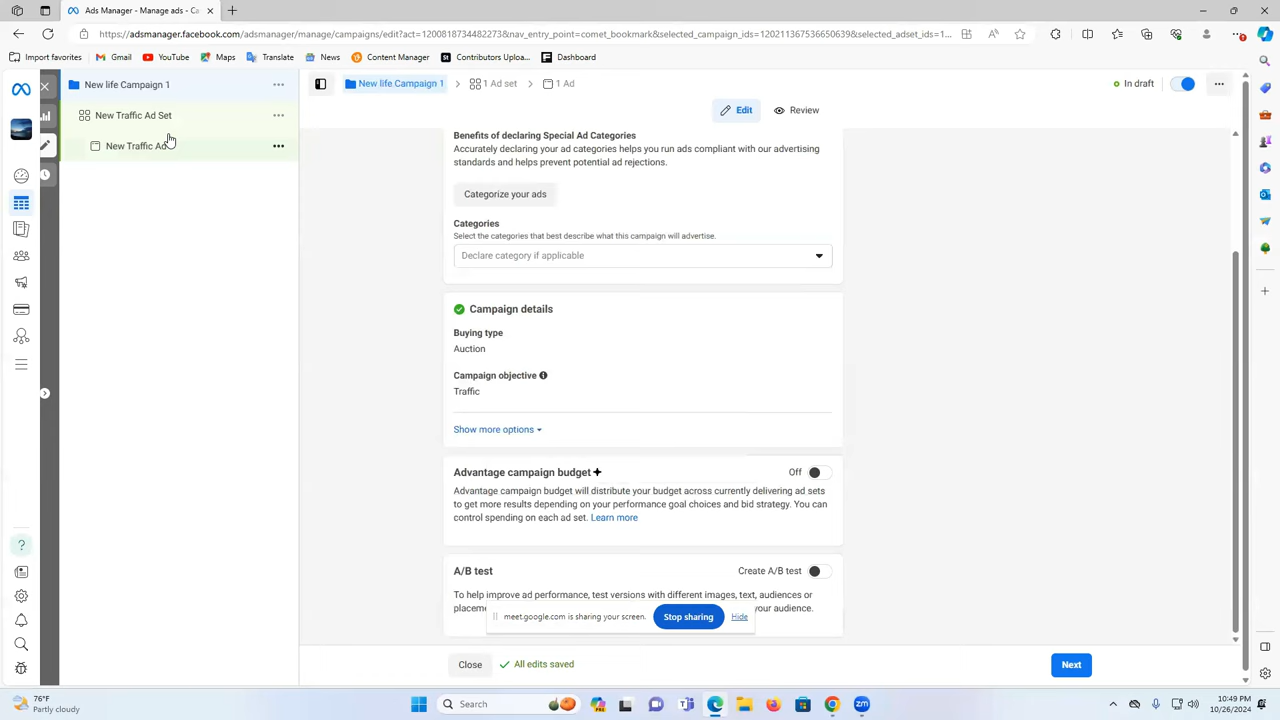 Ads Manager - Manage ads - Ca
https://adsmanager.facebook.com/adsmanager/manage/campaigns/edit?act=1200818734482273&nav_entry_point=comet_bookmark&selected_campaign_ids=120211367536650639&selected_adset_ids=1...
Import favorites
Gmail
YouTube
Maps
Translate
News
Content Manager
Contributors Uploa...
Dashboard
New life Campaign 1
New Traffic Ad Set
New Traffic Ad
New life Campaign 1
1 Ad set
1 Ad
In draft
Edit
Review
Benefits of declaring Special Ad Categories
Accurately declaring your ad categories helps you run ads compliant with our advertising
standards and helps prevent potential ad rejections.
Categorize your ads
Categories
Select the categories that best describe what this campaign will advertise.
Declare category if applicable
Campaign details
Buying type
Auction
Campaign objective
Traffic
Show more options
Advantage campaign budget
Off
Advantage campaign budget will distribute your budget across currently delivering ad sets
to get more results depending on your performance goal choices and bid strategy. You can
control spending on each ad set. Learn more
A/B test
Create A/B test
To help improve ad performance, test versions with different images, text, audiences or
placeme
your audience.
meet.google.com is sharing your screen.
Stop sharing
Hide
Close
All edits saved
Next
76°F
Partly cloudy
Search
10:49 PM
10/26/2024